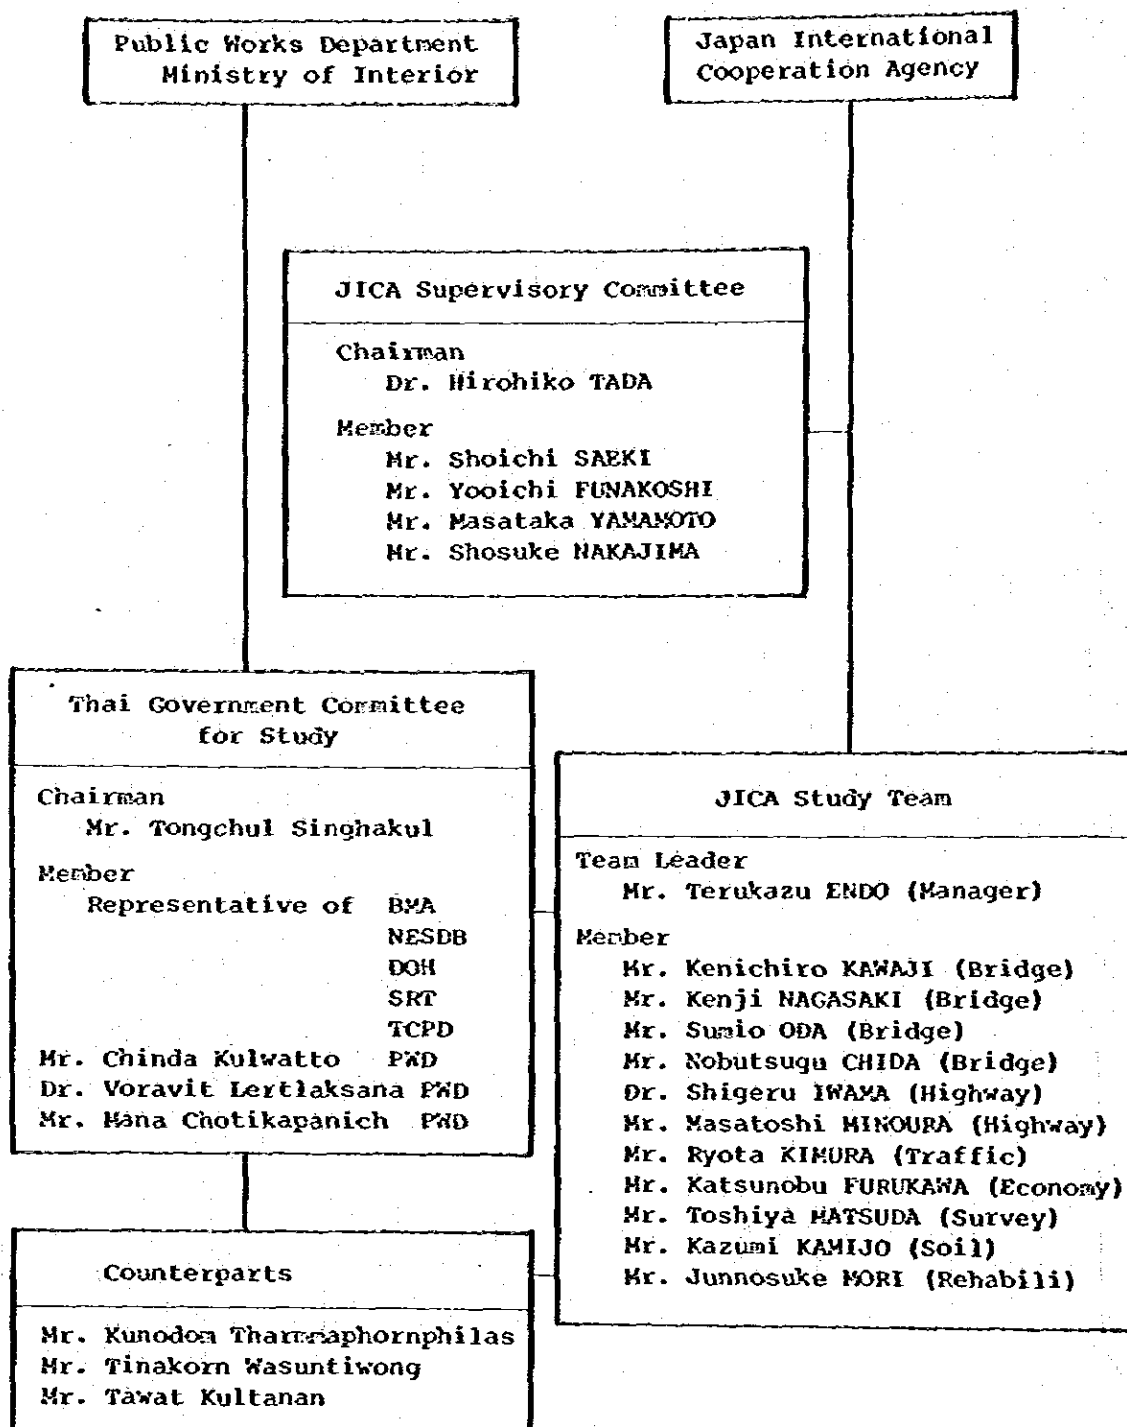 Public Works Department
Ministry of Interior
Japan International
Cooperation Agency
JICA Supervisory Committee
Chairman
Dr. Hirohiko TADA
Member
Mr. Shoichi SAEKI
Mr. Yooichi FUNAKOSHI
Mr. Masataka YAMAMOTO
Mr. Shosuke NAKAJIMA
Thai Government Committee
for Study
Chairman
Mr. Tongchul Singhakul
Member
Representative of BMA
NESDB
DOH
SRT
TCPD
Mr. Chinda Kulwatto PWD
Dr. Voravit Lertlaksana PWD
Mr. Mana Chotikapanich PWD
JICA Study Team
Team Leader
Mr. Terukazu ENDO (Manager)
Member
Mr. Kenichiro KAWAJI (Bridge)
Mr. Kenji NAGASAKI (Bridge)
Mr. Sumio ODA (Bridge)
Mr. Nobutsugu CHIDA (Bridge)
Dr. Shigeru IWAMA (Highway)
Mr. Masatoshi MINOURA (Highway)
Mr. Ryota KIMURA (Traffic)
Mr. Katsunobu FURUKAWA (Economy)
Mr. Toshiya MATSUDA (Survey)
Mr. Kazumi KAMIJO (Soil)
Mr. Junnosuke MORI (Rehabili)
Counterparts
Mr. Kunodom Thammaphornphilas
Mr. Tinakorn Wasuntiwong
Mr. Tawat Kultanan